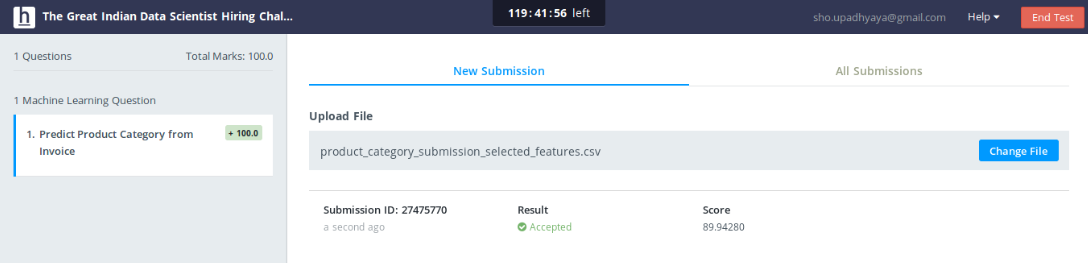 h The Great Indian Data Scientist Hiring Chal...
119:41:56 left
sho.upadhyaya@gmail.com Help End Test
1 Questions Total Marks: 100.0
1 Machine Learning Question
1. Predict Product Category from + 100.0
Invoice
New Submission All Submissions
Upload File
product_category_submission_selected_features.csv Change File
Submission ID: 27475770 Result Score
a second ago Accepted 89.94280